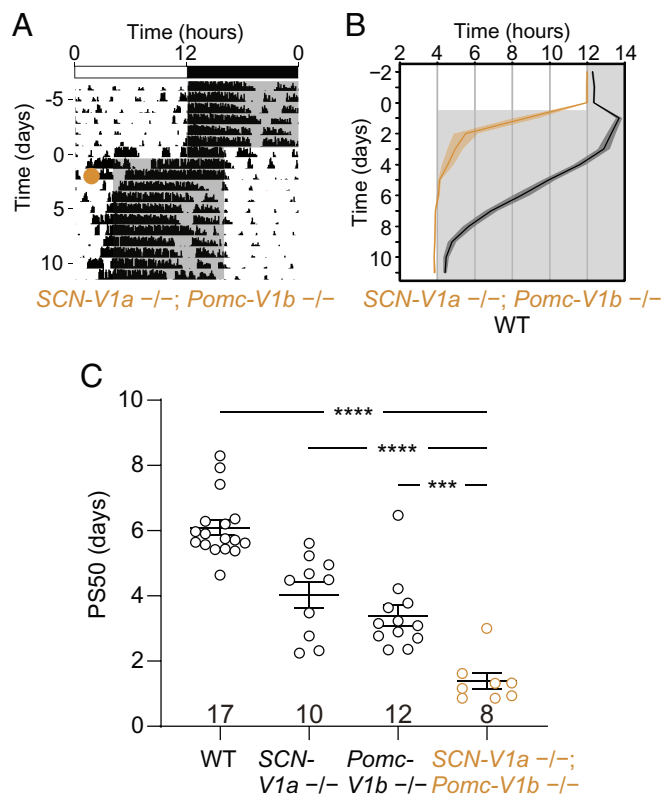 A
Time (hours)
0 12 0
Time (days)
-5
0
5
10
SCN-V1a −/−; Pomc-V1b −/−
B
Time (hours)
2 4 6 8 10 12 14
Time (days)
−2
0
2
4
6
8
10
SCN-V1a −/−; Pomc-V1b −/−
WT
C
PS50 (days)
10
8
6
4
2
0
****
****
***
17 10 12 8
WT SCN- Pomc- SCN-V1a −/−;
V1a −/− V1b −/− Pomc-V1b −/−